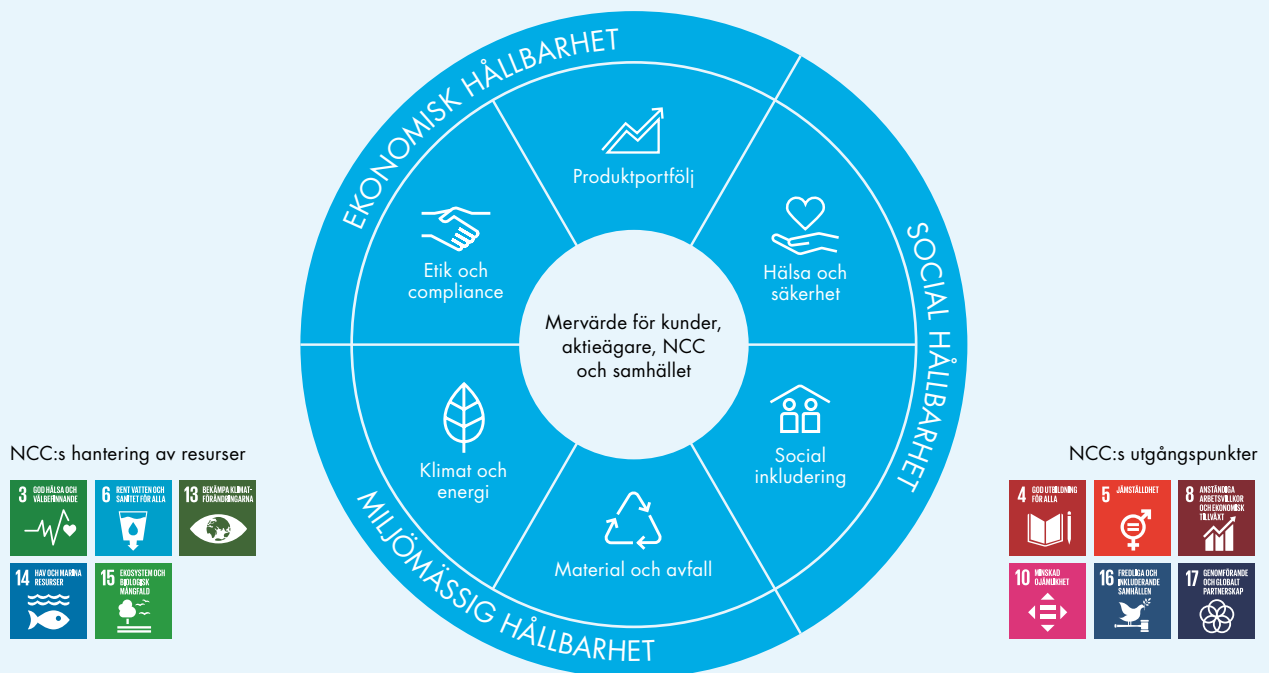 EKONOMISK HÅLLBARHET
SOCIAL HÅLLBARHET
MILJÖMÄSSIG HÅLLBARHET
Produktportfölj
Etik och
compliance
Hälsa och
säkerhet
Mervärde för kunder,
aktieägare, NCC
och samhället
Klimat och
energi
Social
inkludering
Material och avfall
NCC:s hantering av resurser
3 GOD HÄLSA OCH
VÄLBEFINNANDE
6 RENT VATTEN OCH
SANITET FÖR ALLA
13 BEKÄMPA KLIMAT-
FÖRÄNDRINGARNA
14 HAV OCH MARINA
RESURSER
15 EKOSYSTEM OCH
BIOLOGISK
MÅNGFALD
NCC:s utgångspunkter
4 GOD UTBILDNING
FÖR ALLA
5 JÄMSTÄLLDHET
8 ANSTÄNDIGA
ARBETSVILLKOR
OCH EKONOMISK
TILLVÄXT
10 MINSKAD
OJÄMLIKHET
16 FREDLIGA OCH
INKLUDERANDE
SAMHÄLLEN
17 GENOMFÖRANDE
OCH GLOBALT
PARTNERSKAP